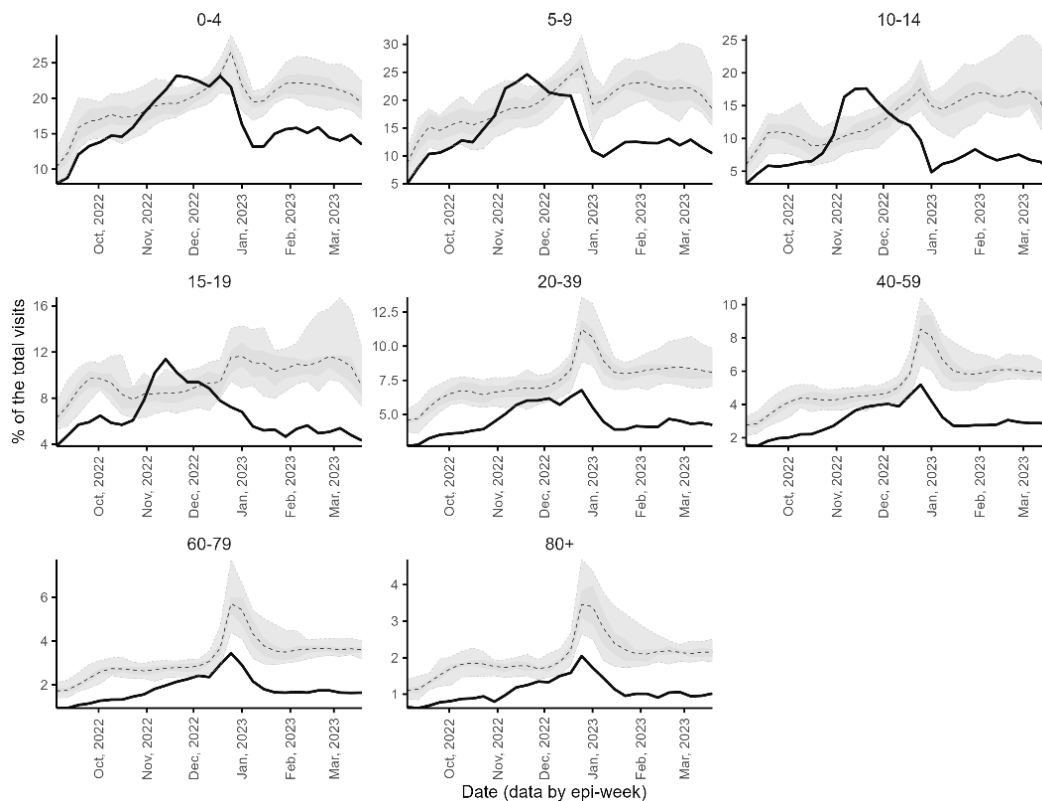 0-4
5-9
10-14
25
20
15
10
30
25
20
15
10
5
25
20
15
10
5
Oct, 2022
Nov, 2022
Dec, 2022
Jan, 2023
Feb, 2023
Mar, 2023
Oct, 2022
Nov, 2022
Dec, 2022
Jan, 2023
Feb, 2023
Mar, 2023
Oct, 2022
Nov, 2022
Dec, 2022
Jan, 2023
Feb, 2023
Mar, 2023
% of the total visits
15-19
20-39
40-59
16
12
8
4
12.5
10.0
7.5
5.0
10
8
6
4
2
Oct, 2022
Nov, 2022
Dec, 2022
Jan, 2023
Feb, 2023
Mar, 2023
Oct, 2022
Nov, 2022
Dec, 2022
Jan, 2023
Feb, 2023
Mar, 2023
Oct, 2022
Nov, 2022
Dec, 2022
Jan, 2023
Feb, 2023
Mar, 2023
60-79
80+
6
4
2
4
3
2
1
Oct, 2022
Nov, 2022
Dec, 2022
Jan, 2023
Feb, 2023
Mar, 2023
Oct, 2022
Nov, 2022
Dec, 2022
Jan, 2023
Feb, 2023
Mar, 2023
Date (data by epi-week)